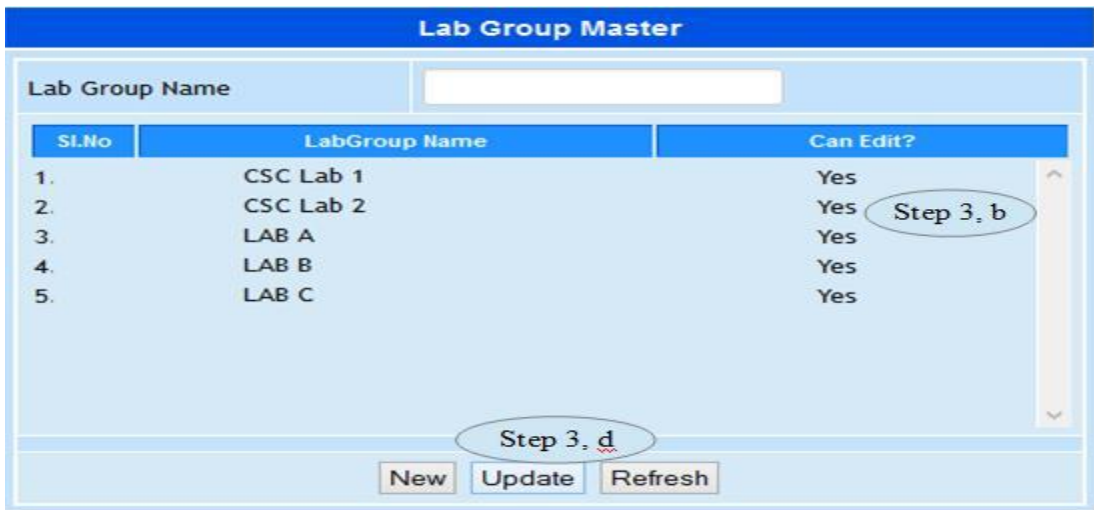 Lab Group Master
Lab Group Name
Sl.No LabGroup Name Can Edit?
1. CSC Lab 1 Yes
2. CSC Lab 2 Yes Step 3, b
3. LAB A Yes
4. LAB B Yes
5. LAB C Yes
Step 3, d
New Update Refresh